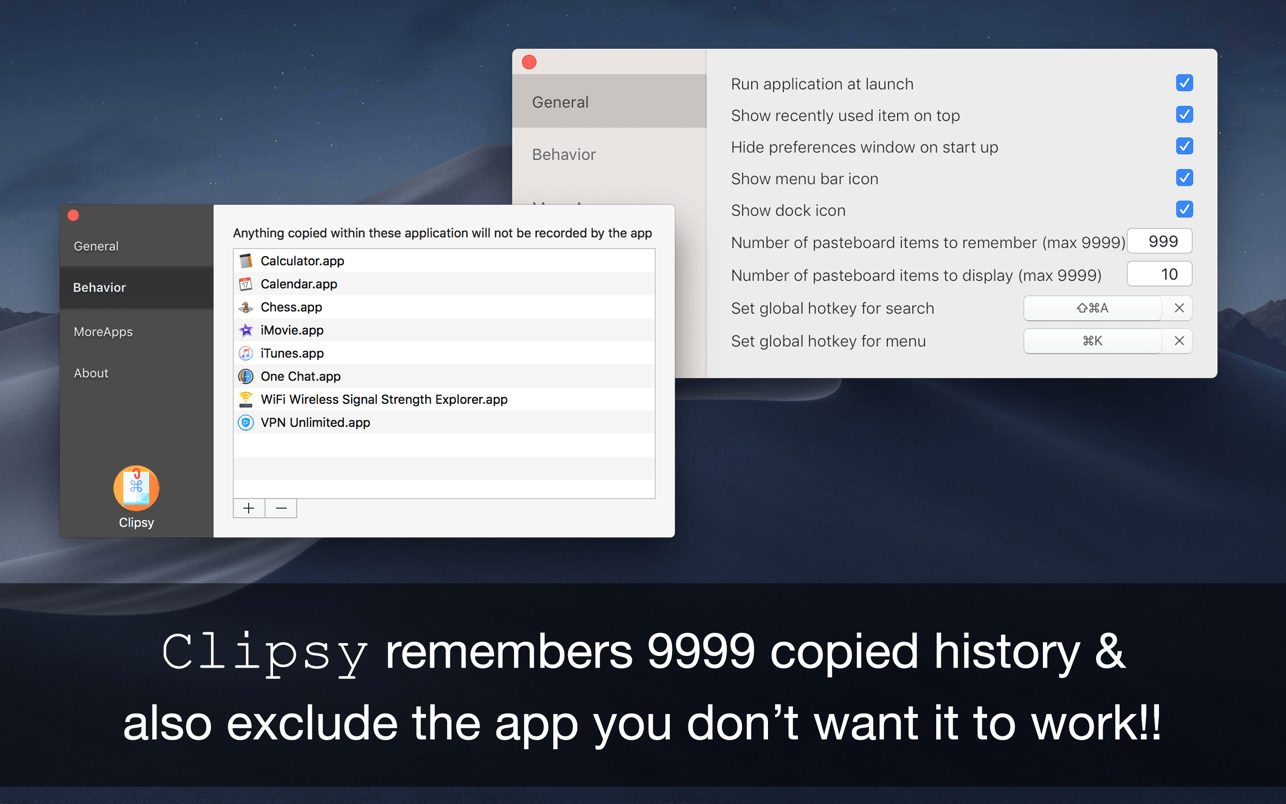 General
Behavior
Run application at launch
Show recently used item on top
Hide preferences window on start up
Show menu bar icon
Show dock icon
Number of pasteboard items to remember (max 9999) 999
Number of pasteboard items to display (max 9999) 10
Set global hotkey for search ⇧⌘A ×
Set global hotkey for menu ⌘K ×
General
Behavior
MoreApps
About
Clipsy
Anything copied within these application will not be recorded by the app
Calculator.app
17
Calendar.app
Chess.app
iMovie.app
iTunes.app
One Chat.app
WiFi Wireless Signal Strength Explorer.app
VPN Unlimited.app
+ −
Clipsy remembers 9999 copied history &
also exclude the app you don’t want it to work!!